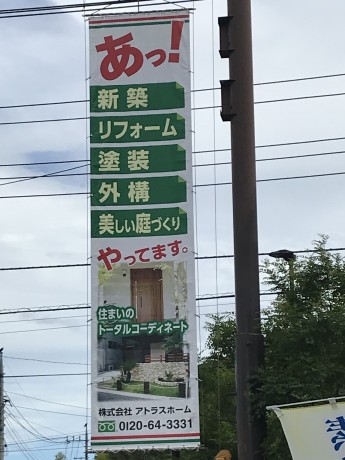 あっ!
新築
リフォーム
塗装
外構
美しい庭づくり
やってます。
住まいの
トータルコーディネート
株式会社 アトラスホーム
0120-64-3331